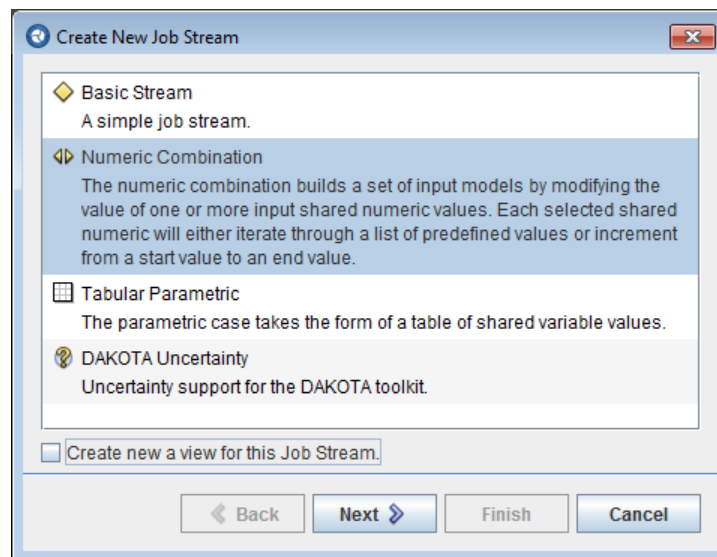 Create New Job Stream
Basic Stream
A simple job stream.
Numeric Combination
The numeric combination builds a set of input models by modifying the
value of one or more input shared numeric values. Each selected shared
numeric will either iterate through a list of predefined values or increment
from a start value to an end value.
Tabular Parametric
The parametric case takes the form of a table of shared variable values.
DAKOTA Uncertainty
Uncertainty support for the DAKOTA toolkit.
Create new a view for this Job Stream.
Back Next Finish Cancel